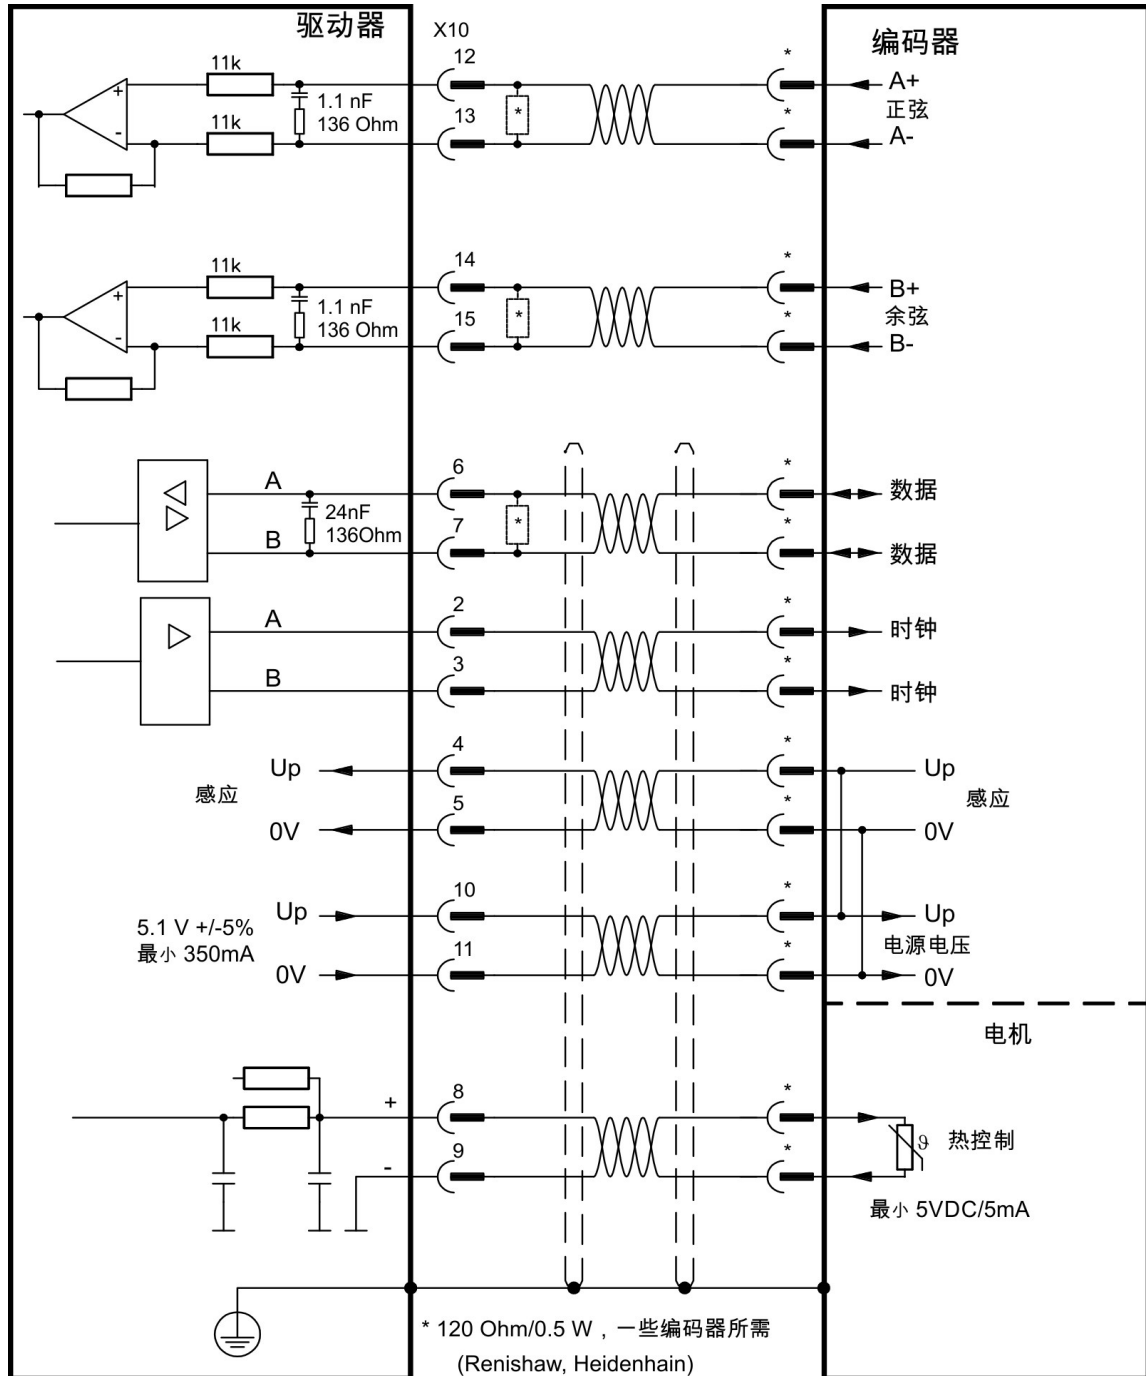 驱动器
X10
编码器
12
*
11k
A+
+
1.1 nF
*
正弦
136 Ohm
13
*
11k
-
A-
14
*
11k
B+
+
1.1 nF
*
余弦
136 Ohm
15
*
11k
-
B-
6
*
A
数据
24nF
*
136Ohm
7
*
B
数据
2
*
A
时钟
3
*
B
时钟
4
*
Up
Up
感应
感应
5
*
0V
0V
10
*
Up
Up
5.1 V +/-5%
最小 350mA
电源电压
11
*
0V
0V
电机
8
*
+
ϑ
热控制
9
*
-
最小 5VDC/5mA
* 120 Ohm/0.5 W，一些编码器所需
(Renishaw, Heidenhain)